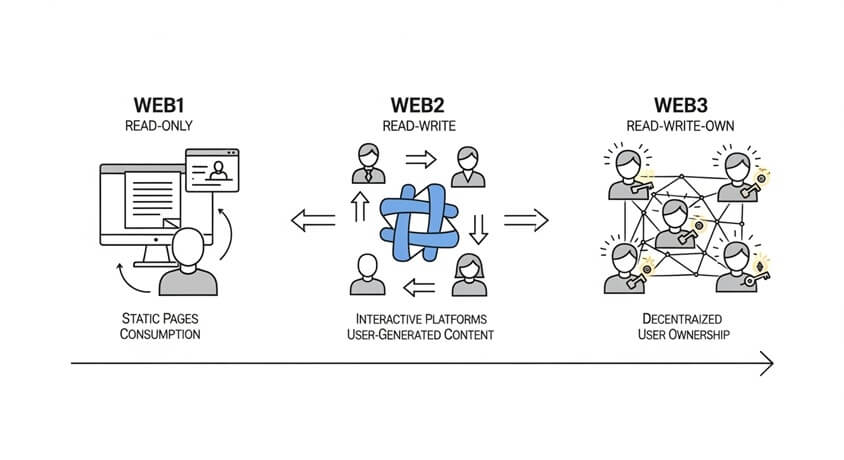 WEB1
READ-ONLY
STATIC PAGES
CONSUMPTION
WEB2
READ-WRITE
INTERACTIVE PLATFORMS
USER-GENERATED CONTENT
WEB3
READ-WRITE-OWN
DECENTRAIZED
USER OWNERSHIP